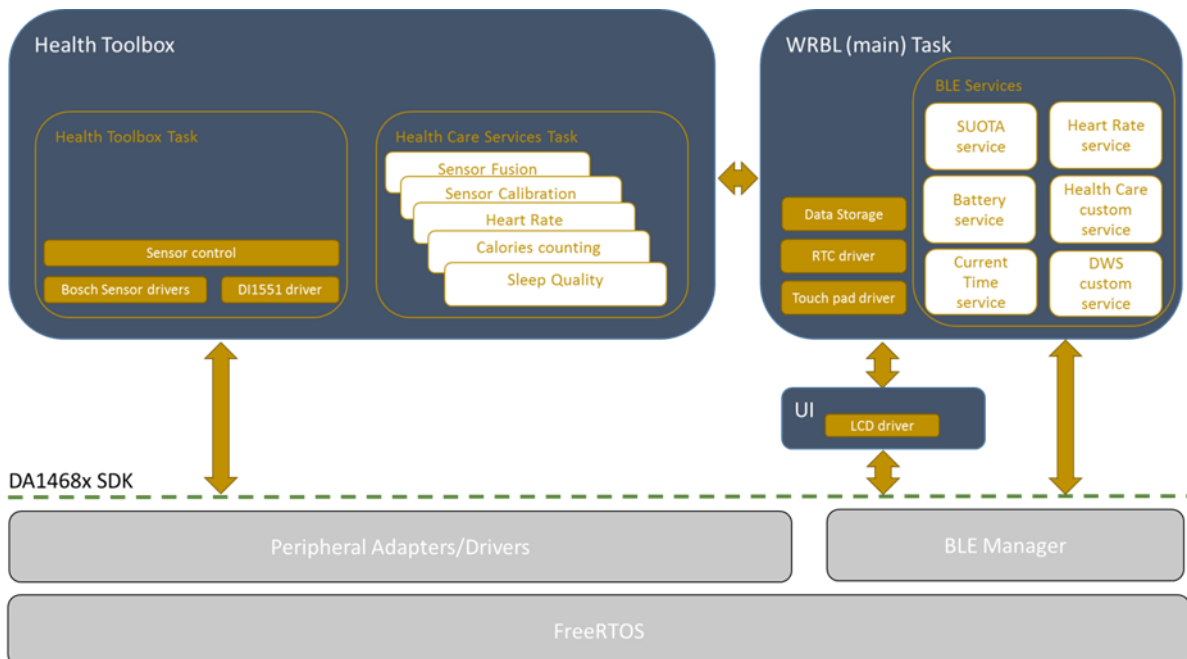 Health Toolbox
Health Toolbox Task
Sensor control
Bosch Sensor drivers
DI1551 driver
Health Care Services Task
Sensor Fusion
Sensor Calibration
Heart Rate
Calories counting
Sleep Quality
WRBL (main) Task
Data Storage
RTC driver
Touch pad driver
BLE Services
SUOTA
service
Heart Rate
service
Battery
service
Health Care
custom
service
Current
Time
service
DWS
custom
service
UI
LCD driver
DA1468x SDK
Peripheral Adapters/Drivers
BLE Manager
FreeRTOS